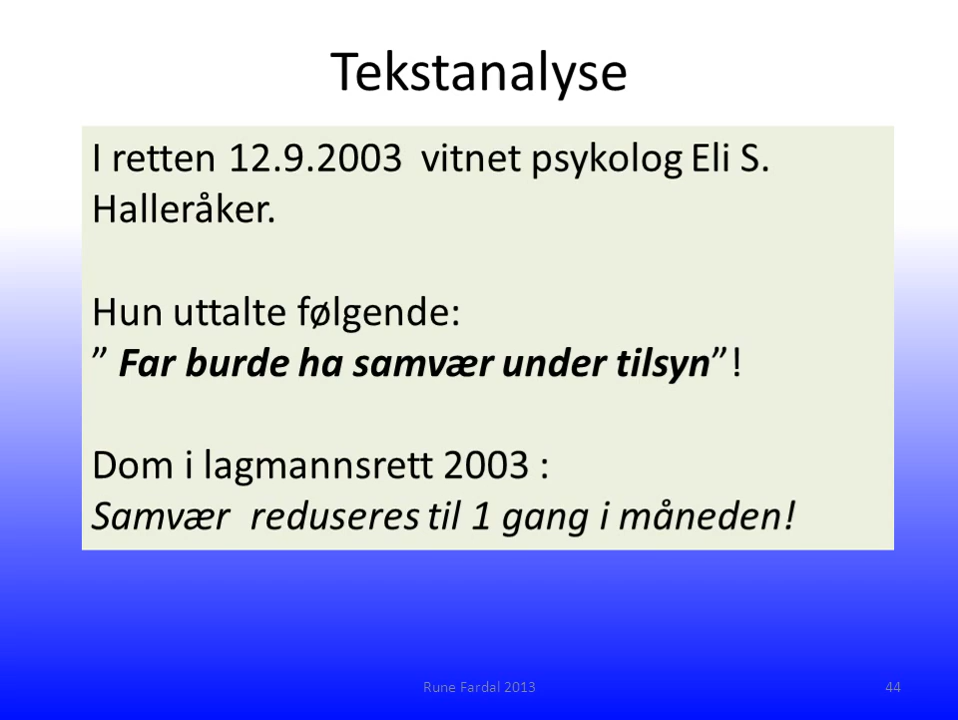 Tekstanalyse
I retten 12.9.2003 vitnet psykolog Eli S.
Halleråker.
Hun uttalte følgende:
” Far burde ha samvær under tilsyn”!
Dom i lagmannsrett 2003 :
Samvær reduseres til 1 gang i måneden!
Rune Fardal 2013
44